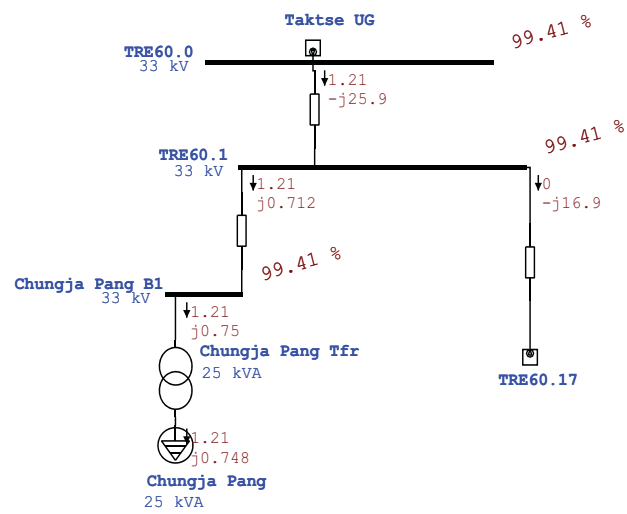 Taktse UG
99.41 %
TRE60.0
33 kV
1.21
-j25.9
99.41 %
TRE60.1
33 kV
1.21
j0.712
0
-j16.9
99.41 %
Chungja Pang B1
33 kV
1.21
j0.75
Chungja Pang Tfr
25 kVA
TRE60.17
1.21
j0.748
Chungja Pang
25 kVA